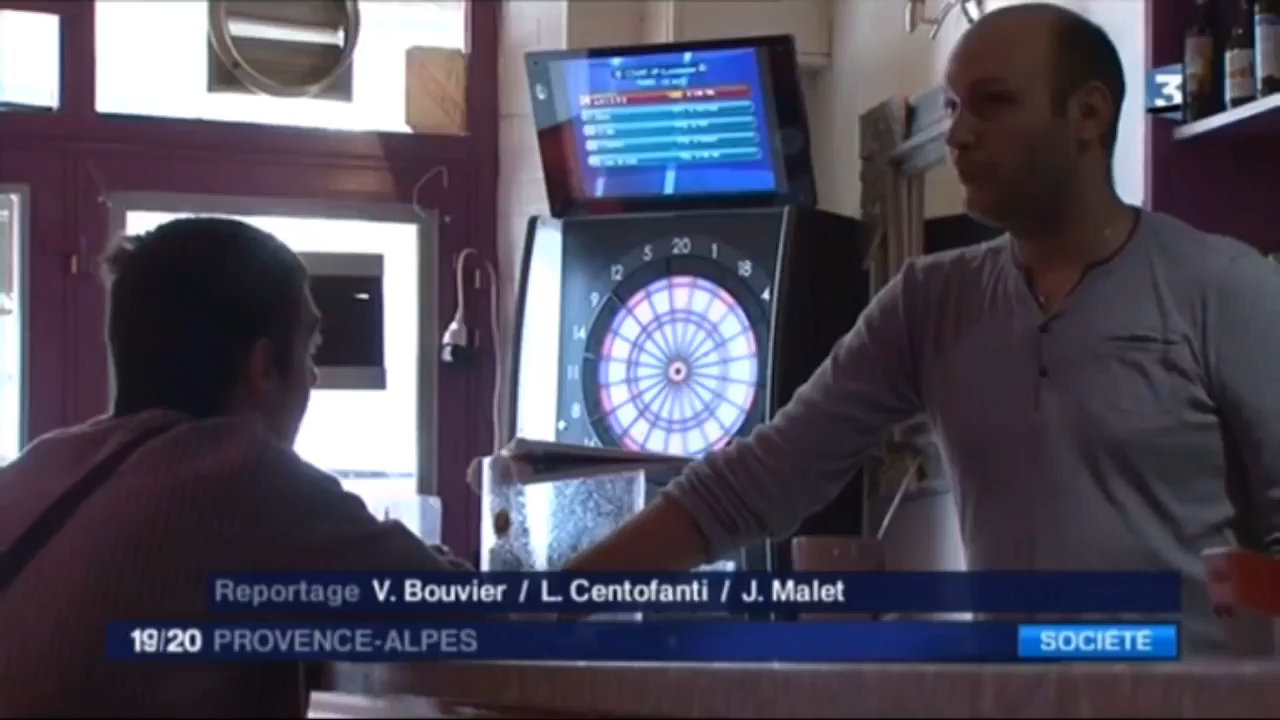 3
5 20 1
12 18
9 4
14
11
8
Reportage V. Bouvier / L. Centofanti / J. Malet
19/20 PROVENCE-ALPES SOCIÉTÉ